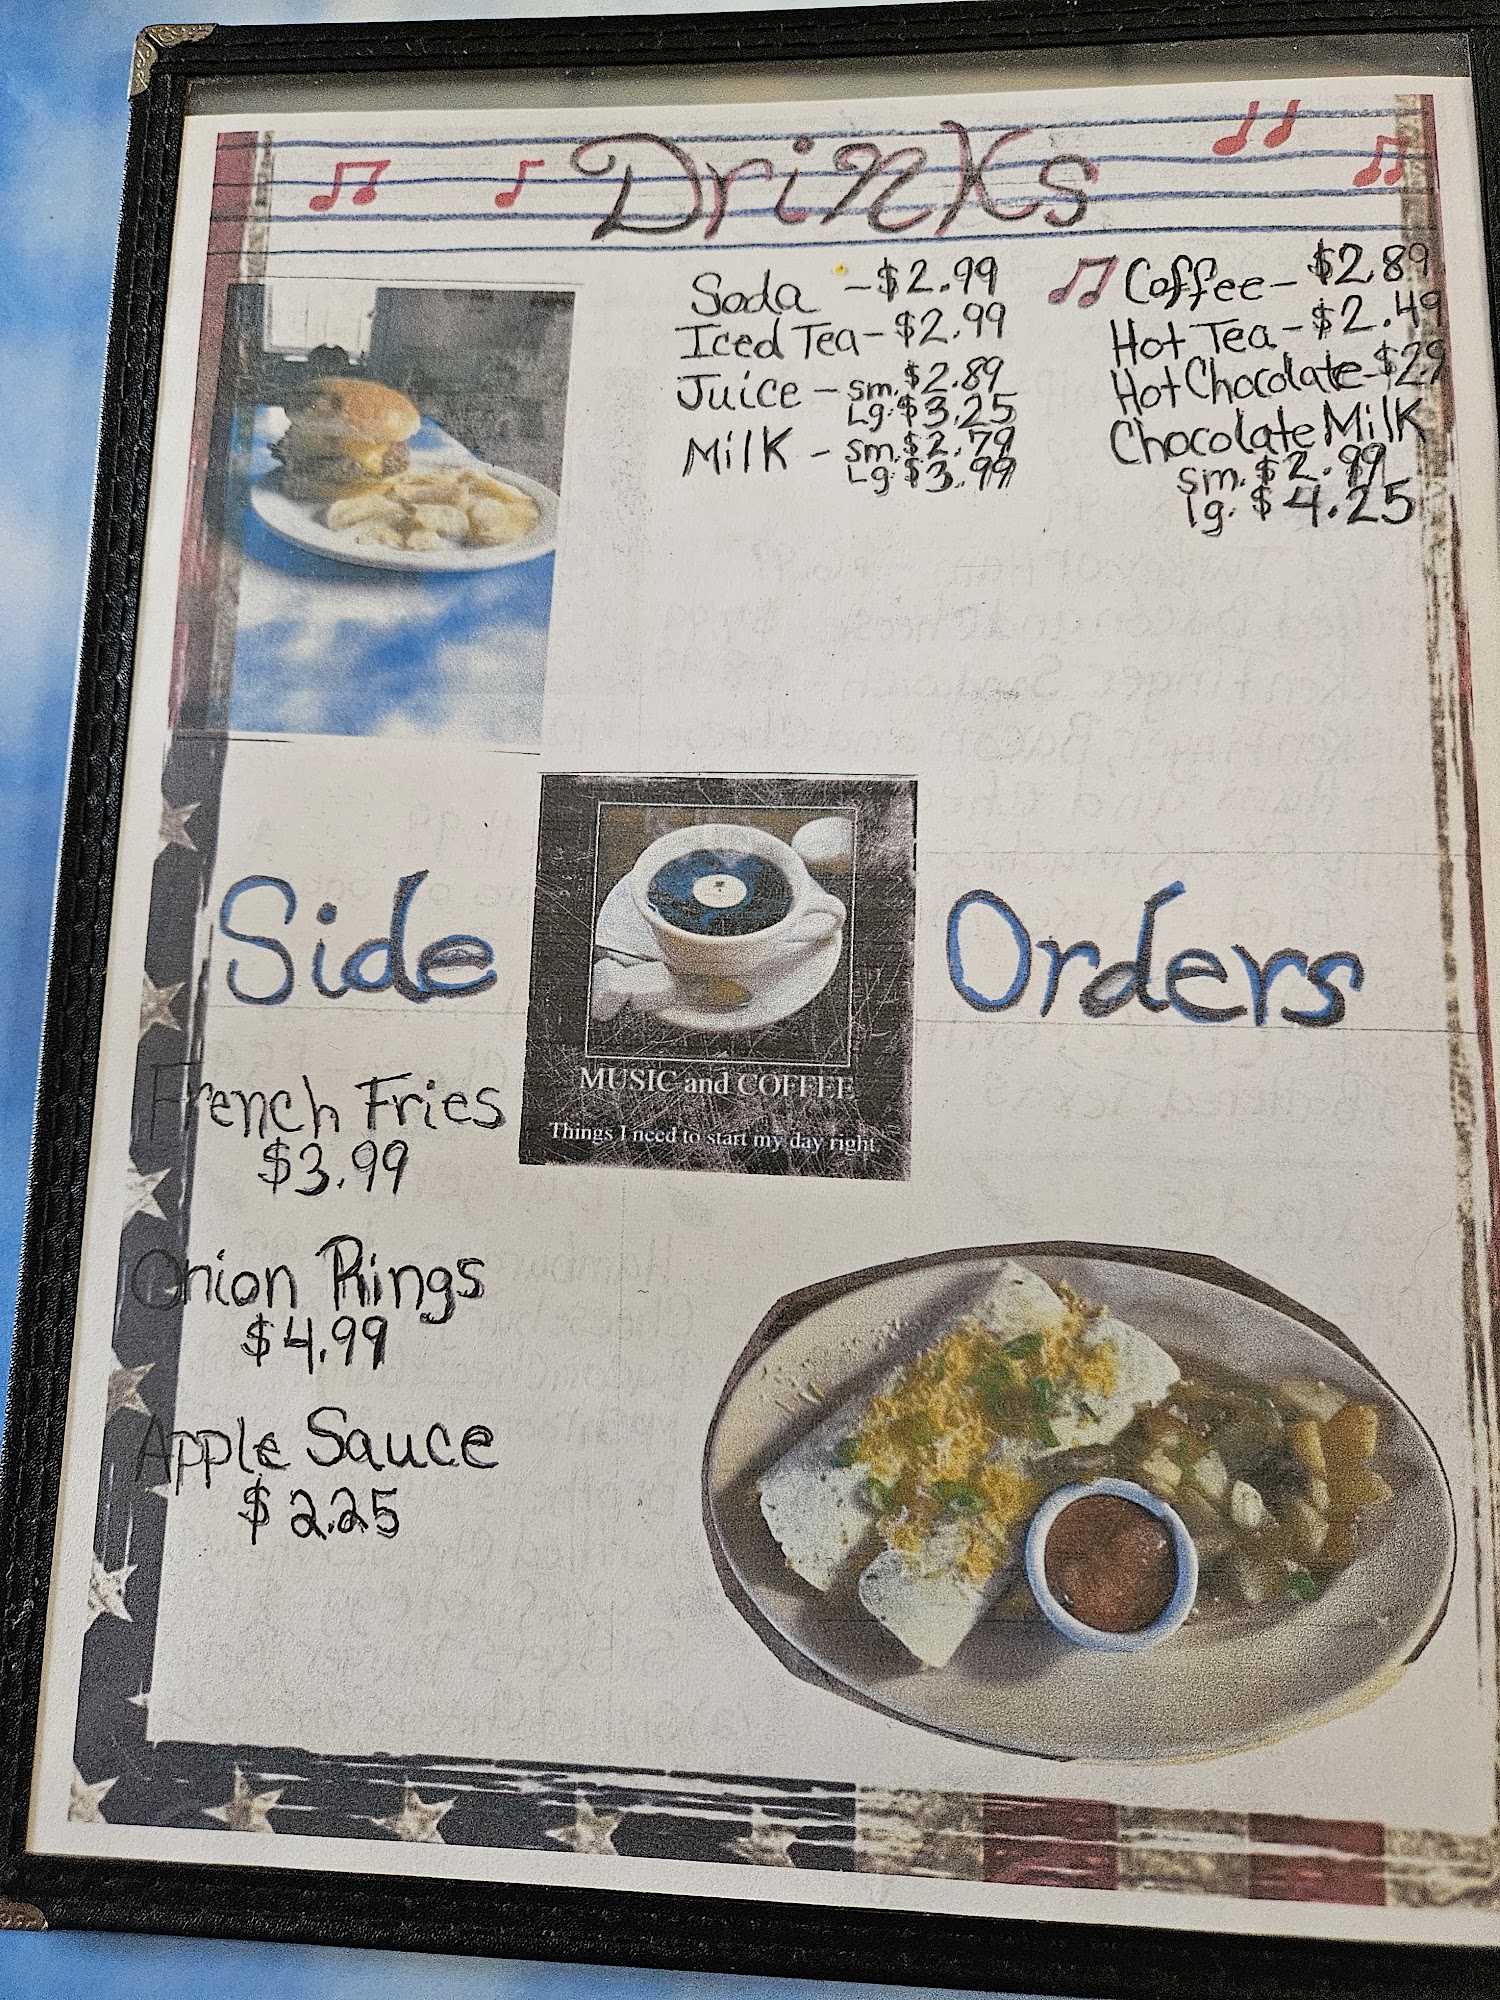 Drinks
Soda - $2.99
Iced Tea - $2.99
Juice - sm. $2.89
Lg. $3.25
Milk - sm. $2.79
Lg. $3.99
Coffee - $2.89
Hot Tea - $2.49
Hot Chocolate - $2.9
Chocolate Milk
sm. $2.99
lg. $4.25
Side Orders
French Fries
$3.99
Onion Rings
$4.99
Apple Sauce
$2.25
MUSIC and COFFEE
Things I need to start my day right.